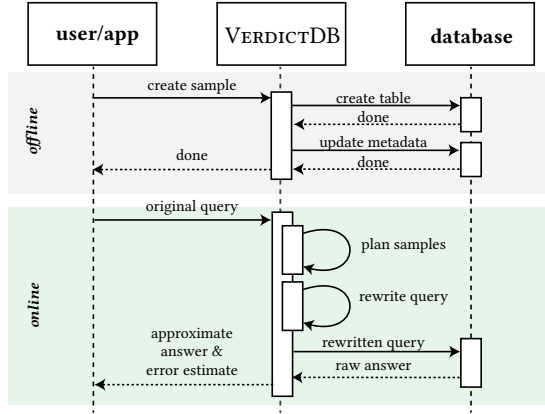 user/app VERDICTDB database
offline
create sample
create table
done
update metadata
done
done
online
original query
plan samples
rewrite query
approximate
answer &
error estimate
rewritten query
raw answer